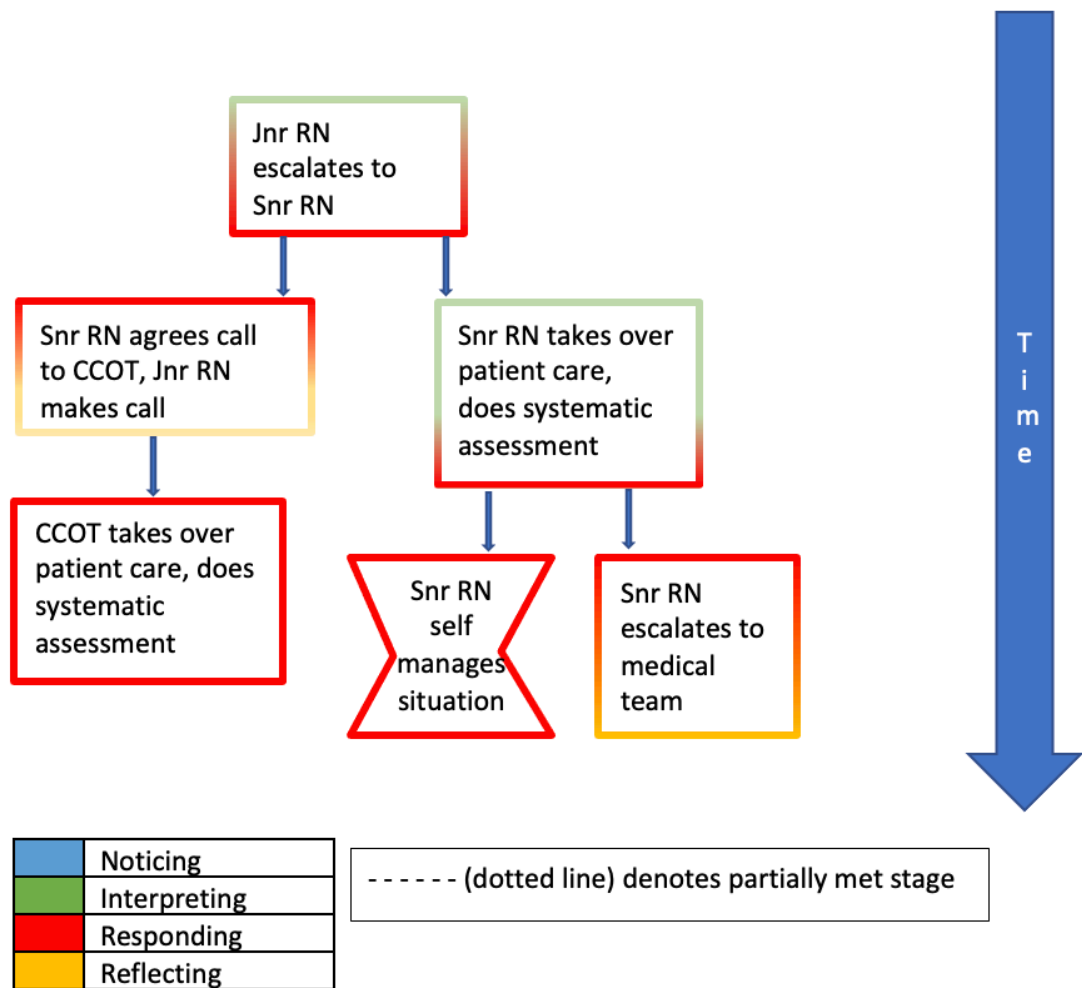 Jnr RN
escalates to
Snr RN
Snr RN agrees call
to CCOT, Jnr RN
makes call
Snr RN takes over
patient care,
does systematic
assessment
CCOT takes over
patient care, does
systematic
assessment
Snr RN
self
manages
situation
Snr RN
escalates to
medical
team
T
i
m
e
Noticing
Interpreting
Responding
Reflecting
- - - - - - (dotted line) denotes partially met stage